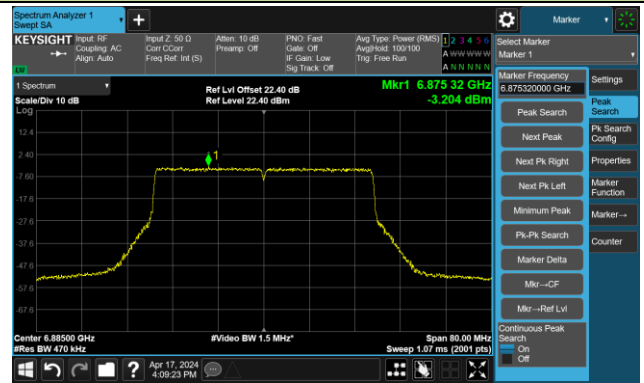 Spectrum Analyzer 1
Swept SA
Marker
KEYSIGHT
Input: RF
Coupling: AC
Align: Auto
Input Z: 50 Ω
Corr CCorr
Freq Ref: Int (S)
Atten: 10 dB
Preamp: Off
PNO: Fast
Gate: Off
IF Gain: Low
Sig Track: Off
Avg Type: Power (RMS)
Avg|Hold: 100/100
Trig: Free Run
1 2 3 4 5 6
A W W W W W
A N N N N N
Select Marker
Marker 1
1 Spectrum
Scale/Div 10 dB
Log
Ref Lvl Offset 22.40 dB
Ref Level 22.40 dBm
Mkr1 6.875 32 GHz
-3.204 dBm
12.4
2.40
-7.60
-17.6
-27.6
-37.6
-47.6
-57.6
-67.6
1
Center 6.88500 GHz
#Res BW 470 kHz
#Video BW 1.5 MHz*
Span 80.00 MHz
Sweep 1.07 ms (2001 pts)
Marker Frequency
6.875320000 GHz
Peak Search
Next Peak
Next Pk Right
Next Pk Left
Minimum Peak
Pk-Pk Search
Marker Delta
Mkr→CF
Mkr→Ref Lvl
Continuous Peak
Search
On
Off
Settings
Peak
Search
Pk Search
Config
Properties
Marker
Function
Marker→
Counter
Apr 17, 2024
4:09:23 PM